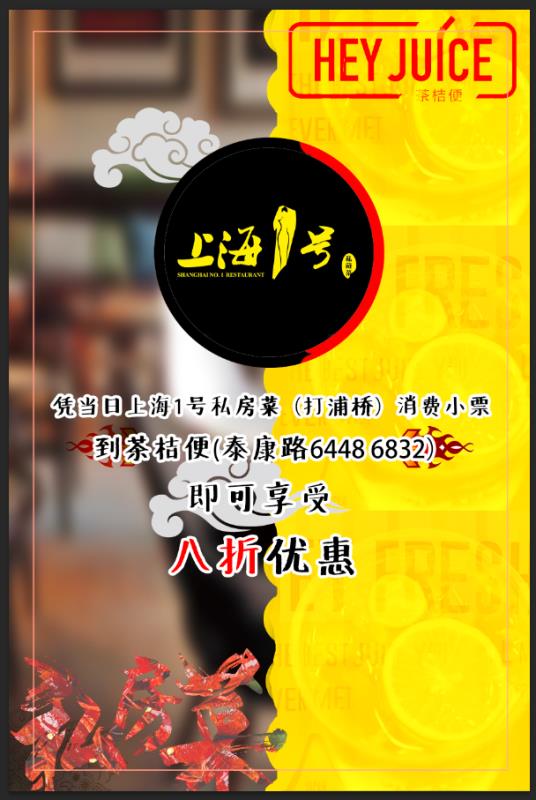 HEY JUICE
茶桔便
上海1号
私房菜
SHANGHAI NO. 1 RESTAURANT
凭当日上海1号私房菜（打浦桥）消费小票
到茶桔便(泰康路6448 6832)
即可享受
八折优惠
私房菜